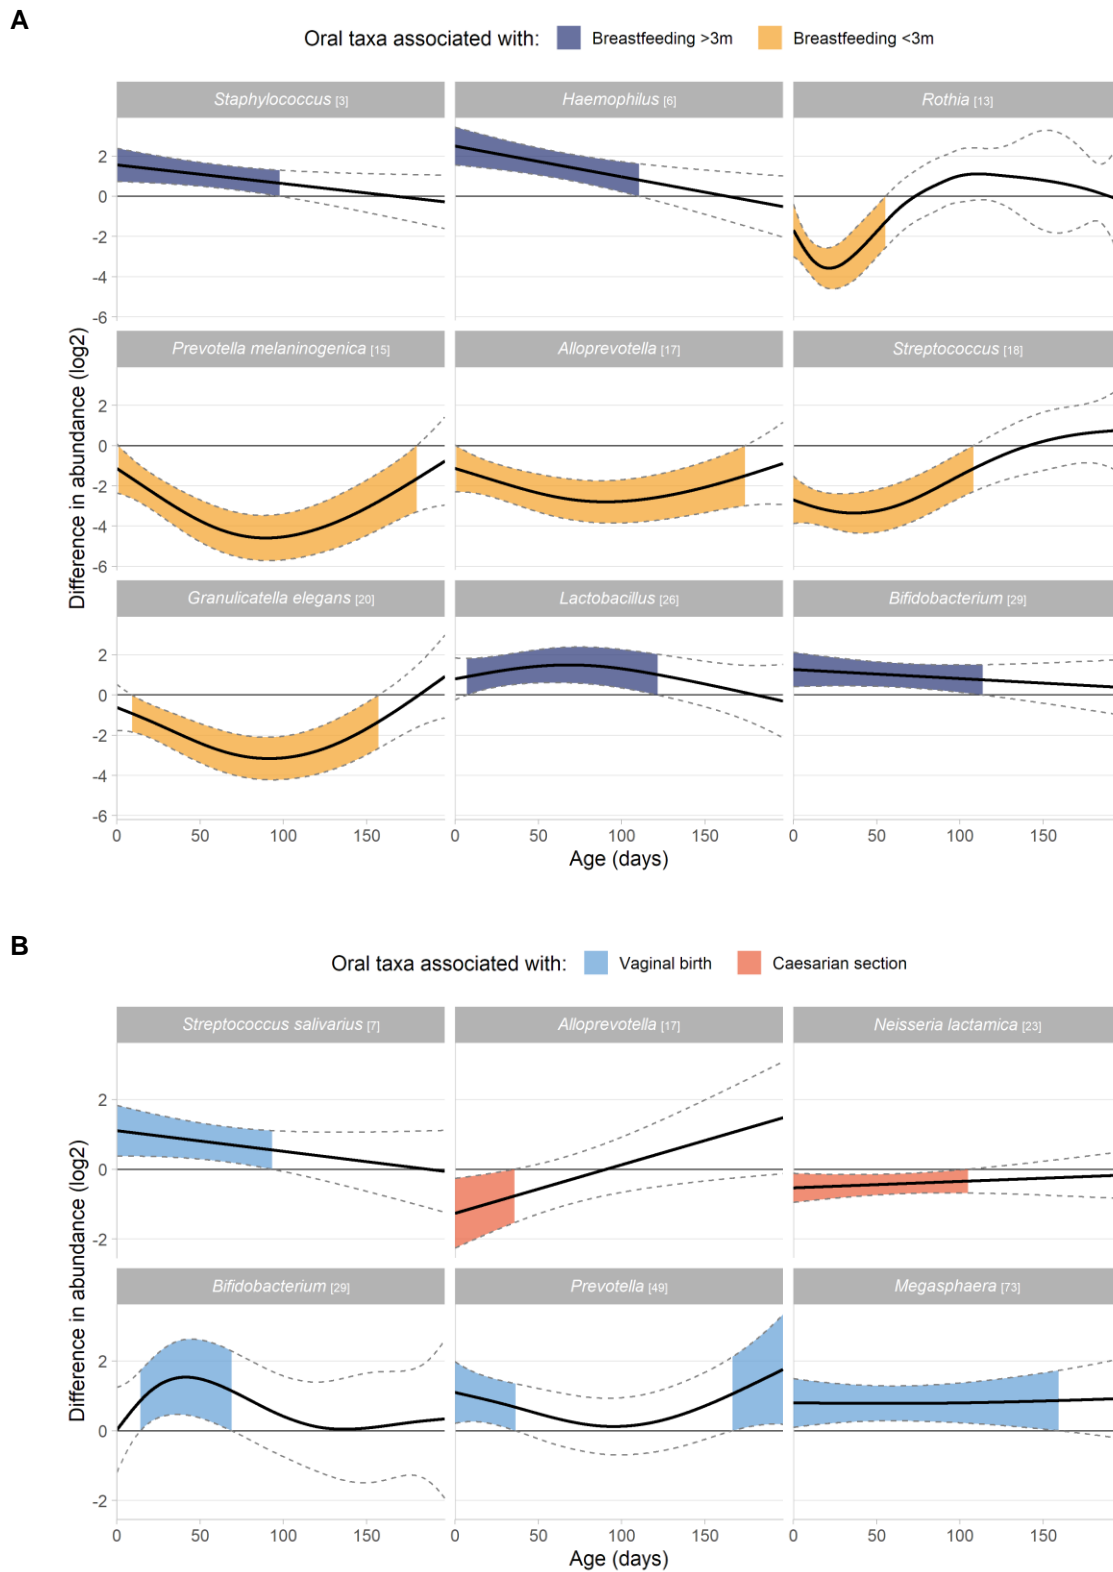 A
Oral taxa associated with: Breastfeeding >3m Breastfeeding <3m
Staphylococcus [3] Haemophilus [6] Rothia [13]
2
0
-2
-4
-6
Prevotella melaninogenica [15] Alloprevotella [17] Streptococcus [18]
2
0
-2
-4
-6
Difference in abundance (log2)
Granulicatella elegans [20] Lactobacillus [26] Bifidobacterium [29]
2
0
-2
-4
-6
0 50 100 150 0 50 100 150 0 50 100 150
Age (days)
B
Oral taxa associated with: Vaginal birth Caesarian section
Streptococcus salivarius [7] Alloprevotella [17] Neisseria lactamica [23]
2
0
-2
Difference in abundance (log2)
Bifidobacterium [29] Prevotella [49] Megasphaera [73]
2
0
-2
0 50 100 150 0 50 100 150 0 50 100 150
Age (days)